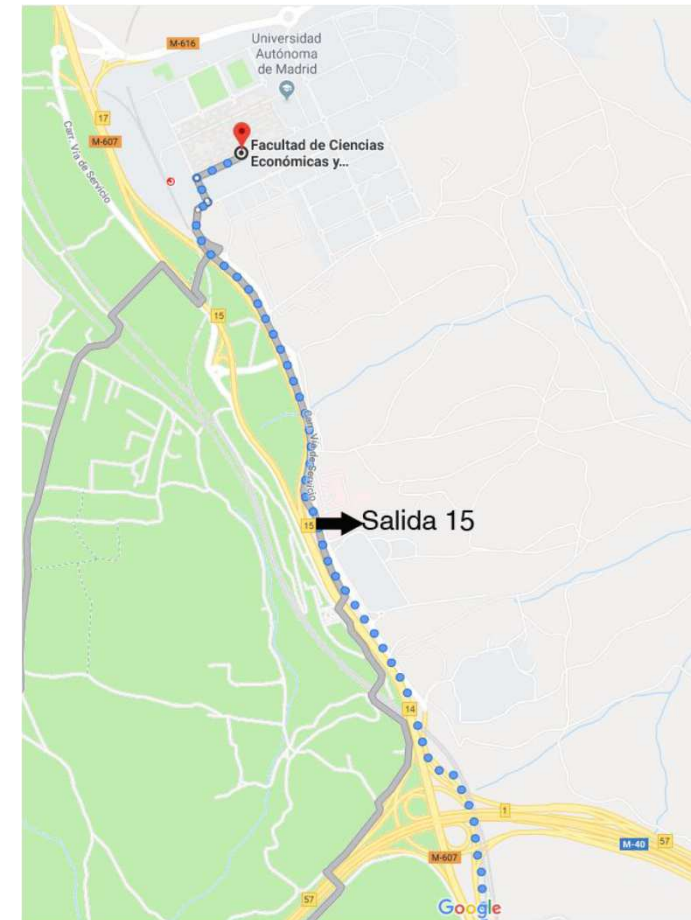 M-616
Universidad
Autónoma
de Madrid
17
M-607
Carr. Vía de Servicio
Facultad de Ciencias
Económicas y...
15
Carr. Vía de Servicio
15
Salida 15
14
1
M-40
57
M-607
57
Google